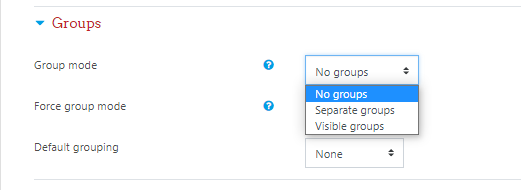 Groups
Group mode
No groups
No groups
Separate groups
Visible groups
Force group mode
Default grouping
None